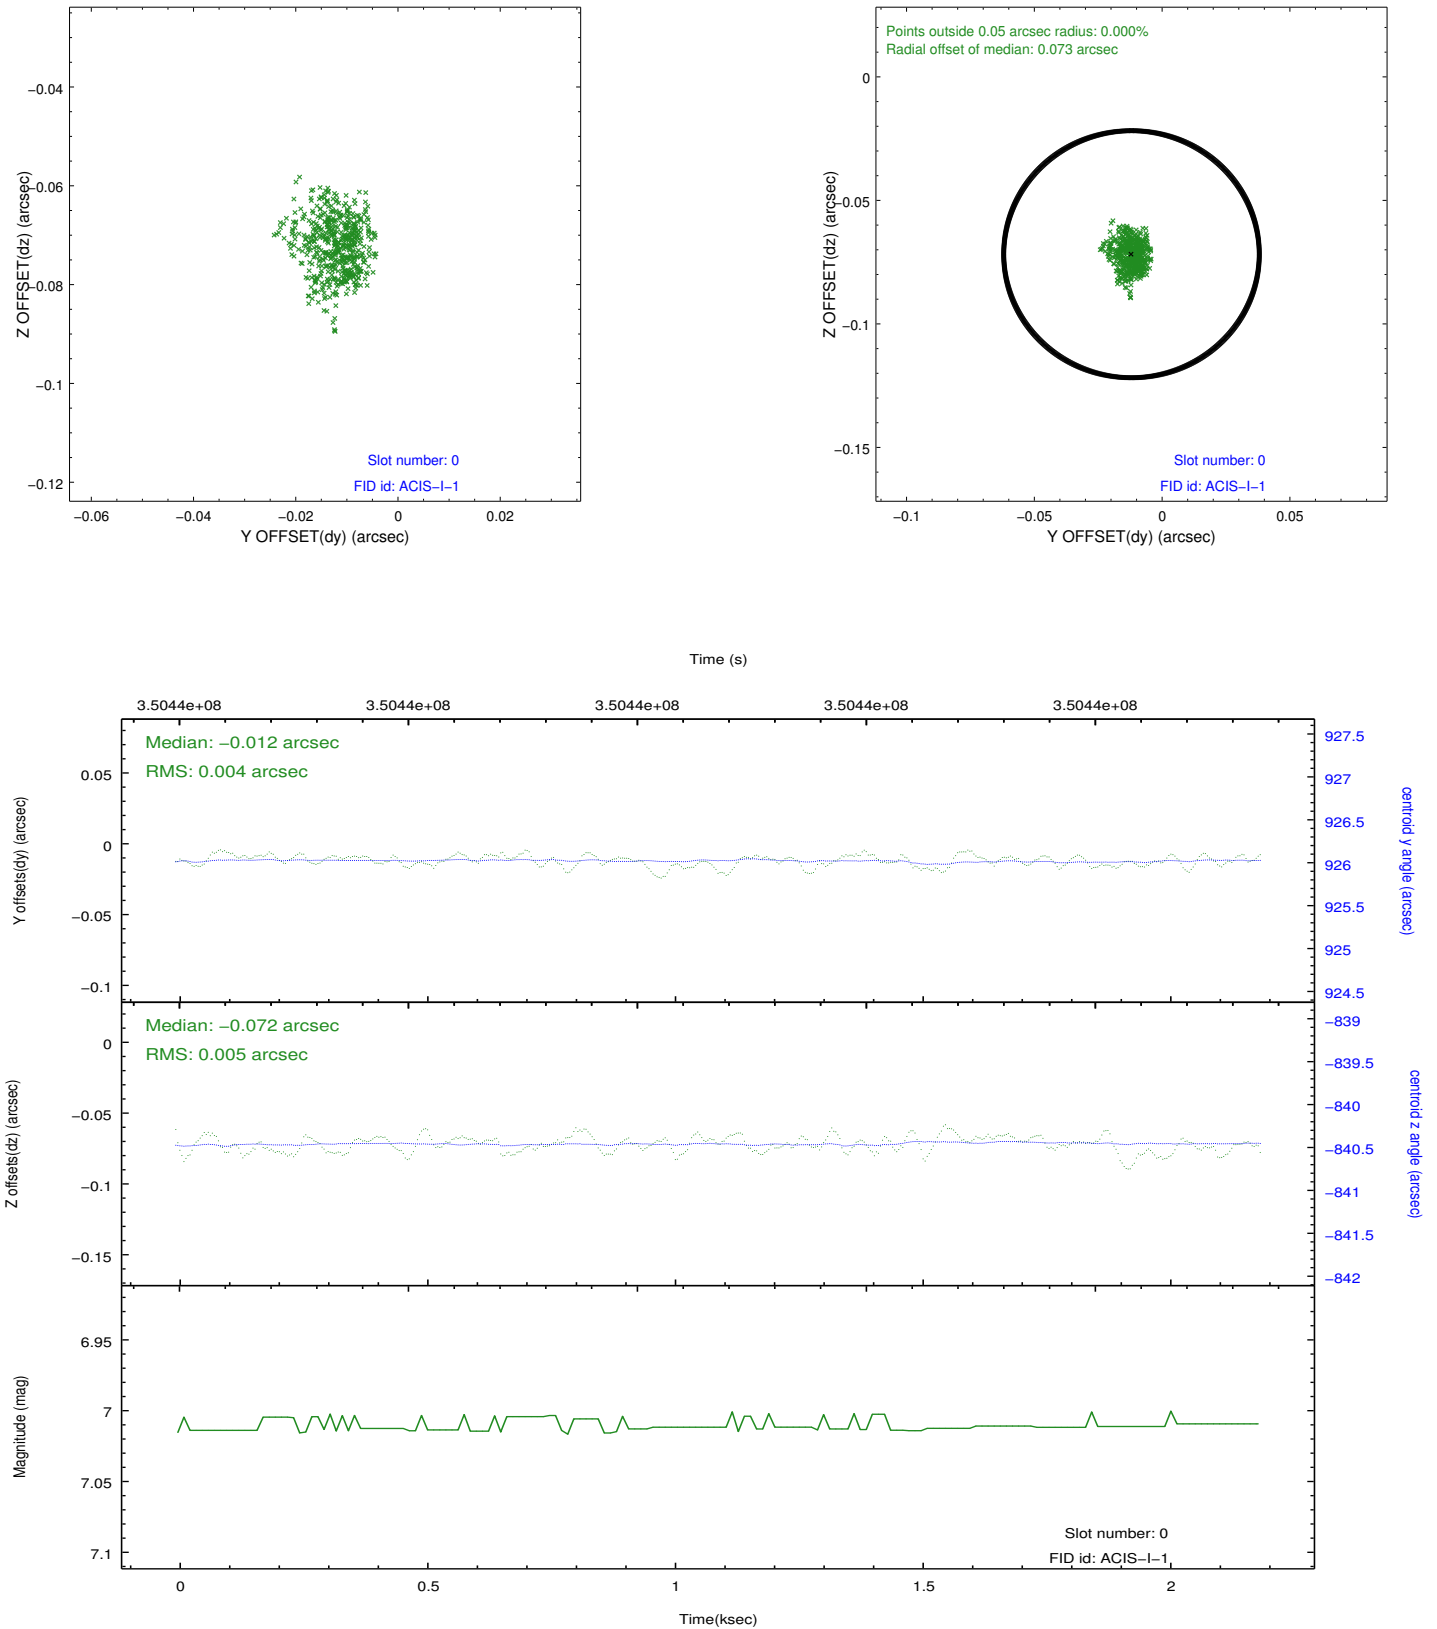 −0.04
−0.06
−0.08
−0.1
−0.12
Z OFFSET(dz) (arcsec)
Slot number: 0
FID id: ACIS−I−1
−0.06
−0.04
−0.02
0
0.02
Y OFFSET(dy) (arcsec)
Points outside 0.05 arcsec radius: 0.000%
Radial offset of median: 0.073 arcsec
0
−0.05
−0.1
−0.15
Z OFFSET(dz) (arcsec)
Slot number: 0
FID id: ACIS−I−1
−0.1
−0.05
0
0.05
Y OFFSET(dy) (arcsec)
Time (s)
3.5044e+08
3.5044e+08
3.5044e+08
3.5044e+08
3.5044e+08
Median: −0.012 arcsec
RMS: 0.004 arcsec
0.05
0
−0.05
−0.1
Y offsets(dy) (arcsec)
927.5
927
926.5
926
925.5
925
924.5
centroid y angle (arcsec)
Median: −0.072 arcsec
RMS: 0.005 arcsec
0
−0.05
−0.1
−0.15
Z offsets(dz) (arcsec)
−839
−839.5
−840
−840.5
−841
−841.5
−842
centroid z angle (arcsec)
6.95
7
7.05
7.1
Magnitude (mag)
Slot number: 0
FID id: ACIS−I−1
0
0.5
1
1.5
2
Time(ksec)